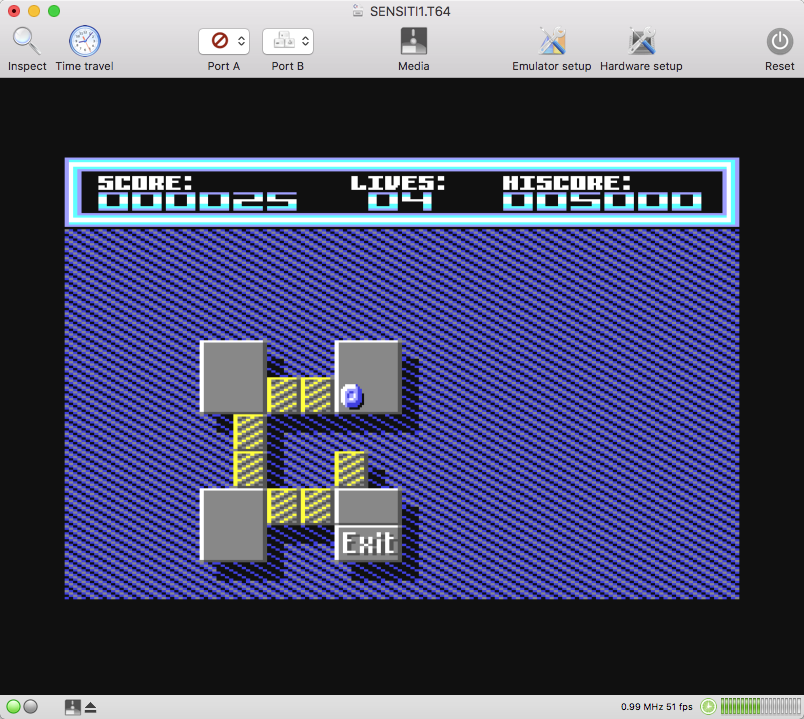 SENSITI1.T64
Inspect Time travel Port A Port B Media Emulator setup Hardware setup Reset
SCORE: LIVES: HISCORE:
000025 04 005000
Exit
0.99 MHz 51 fps